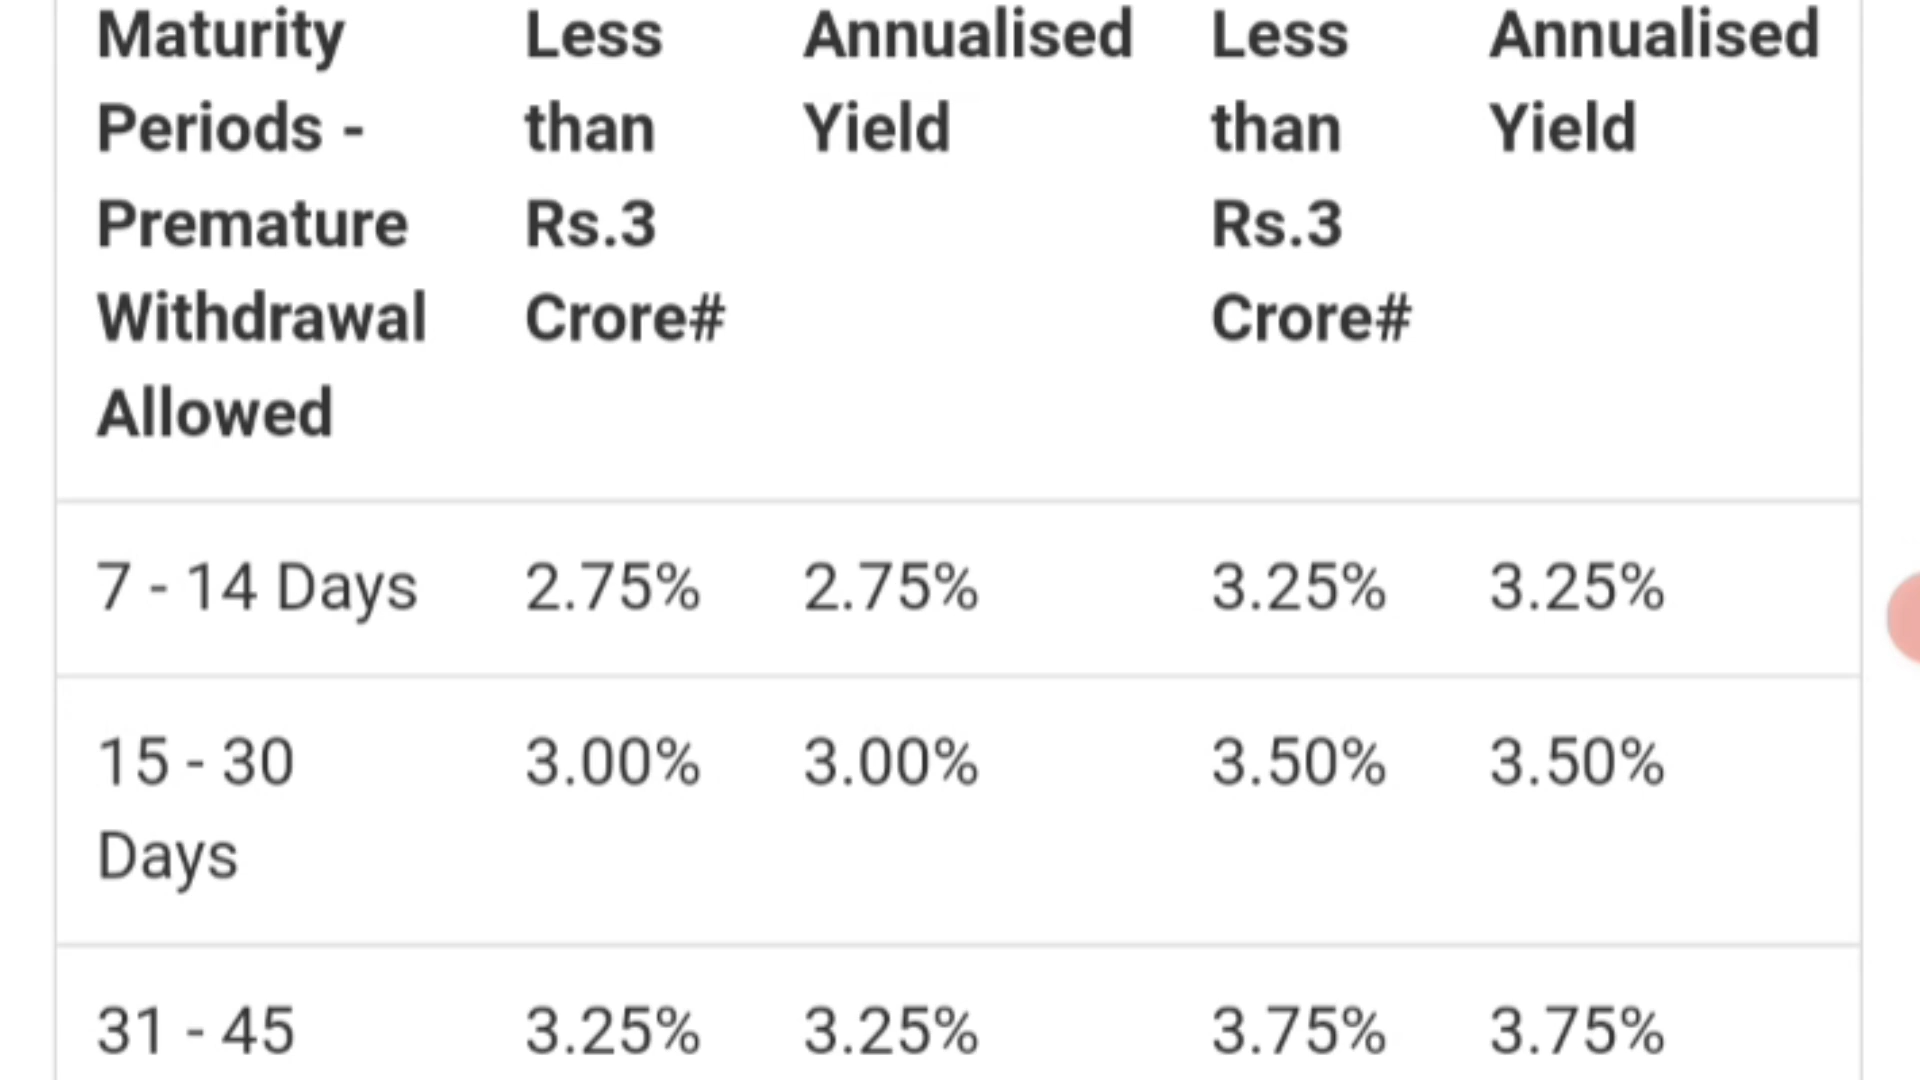 Maturity Less Annualised Less Annualised
Periods - than Yield than Yield
Premature Rs.3 Rs.3
Withdrawal Crore# Crore#
Allowed
7 - 14 Days 2.75% 2.75% 3.25% 3.25%
15 - 30 3.00% 3.00% 3.50% 3.50%
Days
31 - 45 3.25% 3.25% 3.75% 3.75%